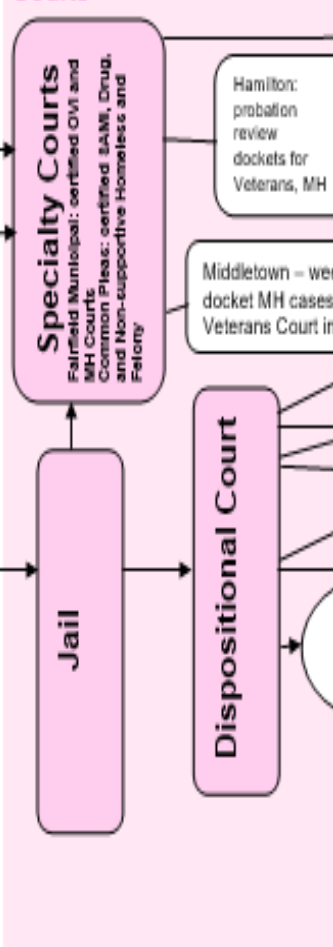 Specialty Courts
Fairfield Municipal: certified OVI and
MH Courts
Common Pleas: certified SAMI, Drug,
and Non-supportive Homeless and
Felony
Hamilton:
probation
review
dockets for
Veterans, MH
Middletown – wee
docket MH cases
Veterans Court in
Jail
Dispositional Court